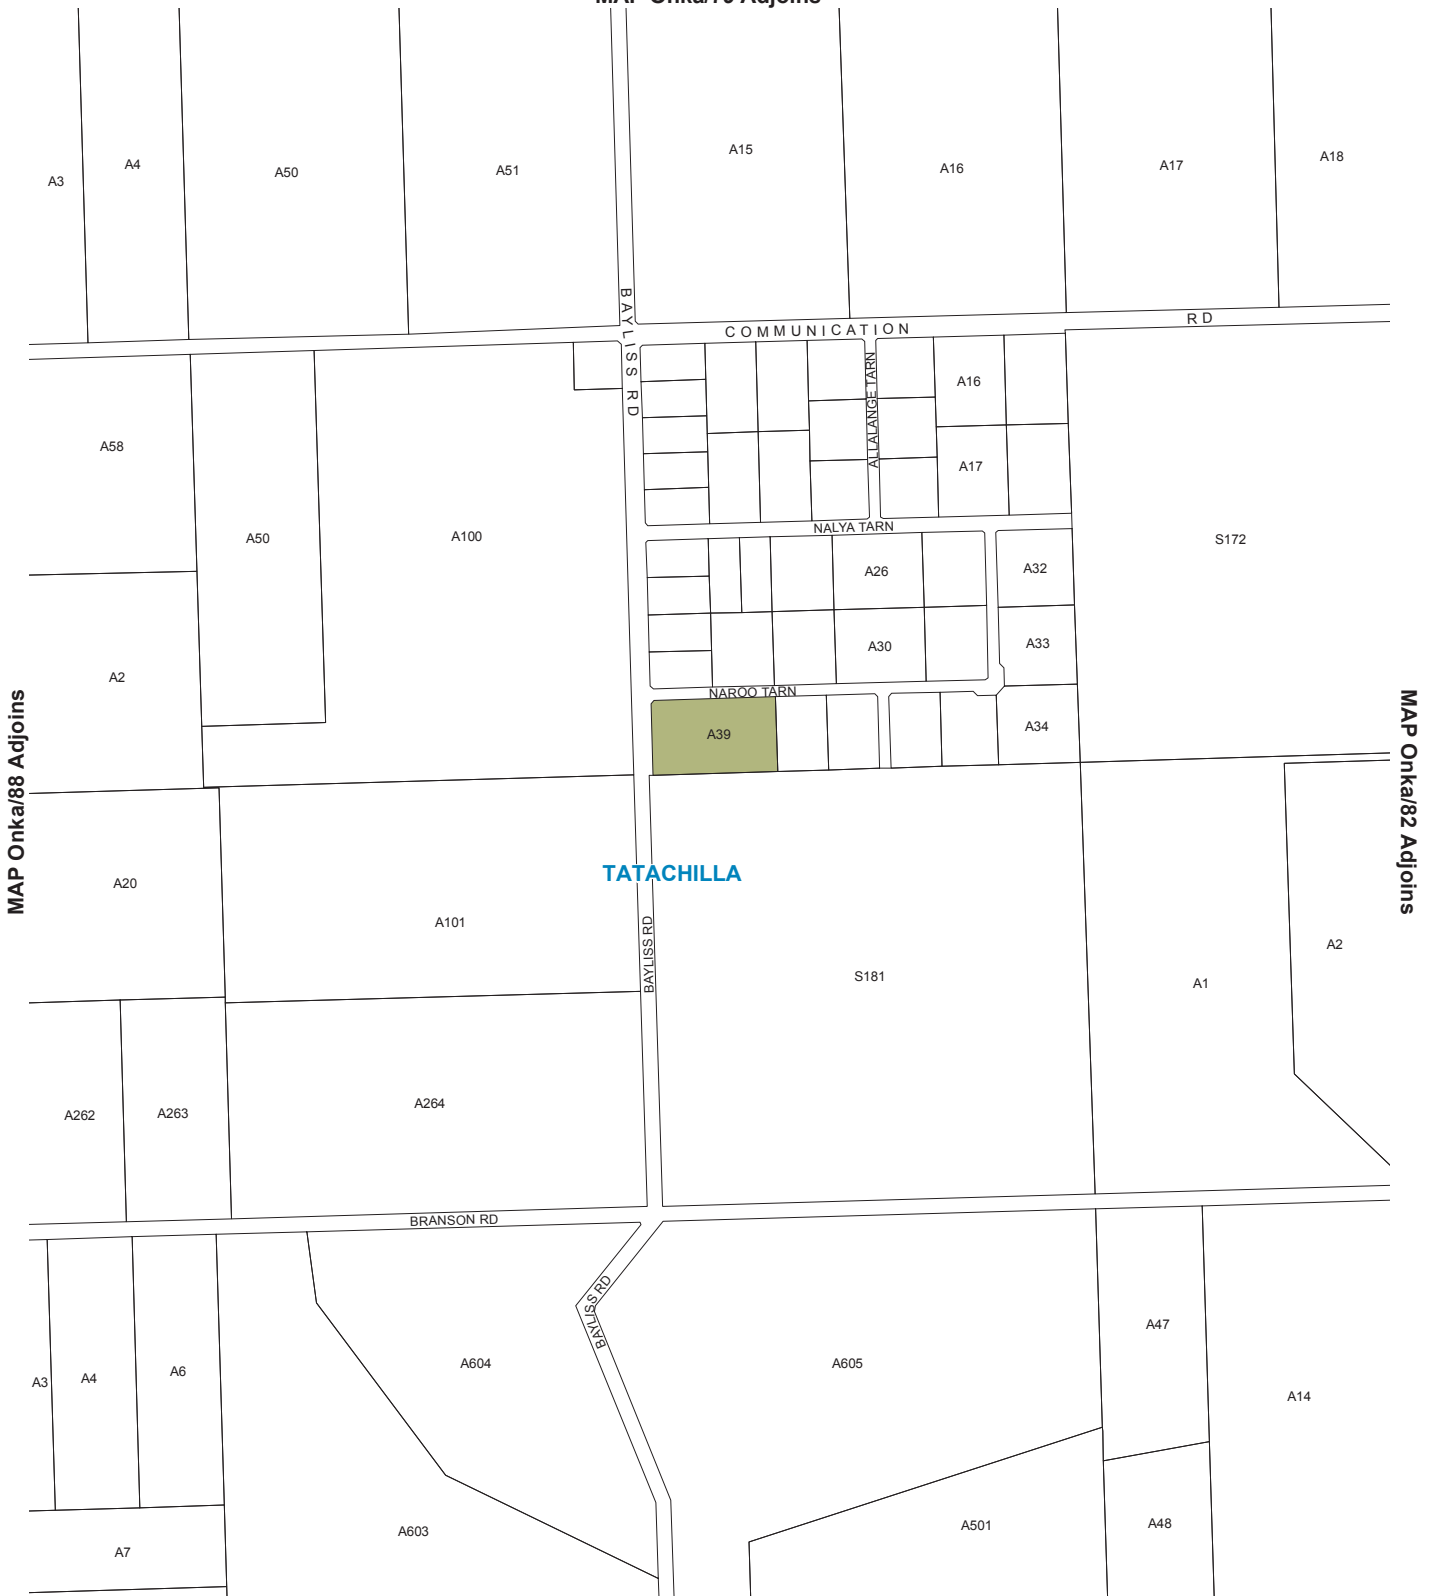 MAP Onka/75 Adjoins
A3
A4
A50
A51
A15
A16
A17
A18
BAYLISS RD
COMMUNICATION RD
ALLALANGE TARN
A16
A58
A17
A50
A100
NALYA TARN
S172
A26
A32
A30
A33
A2
NAROO TARN
A39
A34
MAP Onka/88 Adjoins
MAP Onka/82 Adjoins
TATACHILLA
A20
A101
BAYLISS RD
S181
A1
A2
A262
A263
A264
BRANSON RD
BAYLISS RD
A47
A604
A605
A3
A4
A6
A14
A603
A501
A48
A7